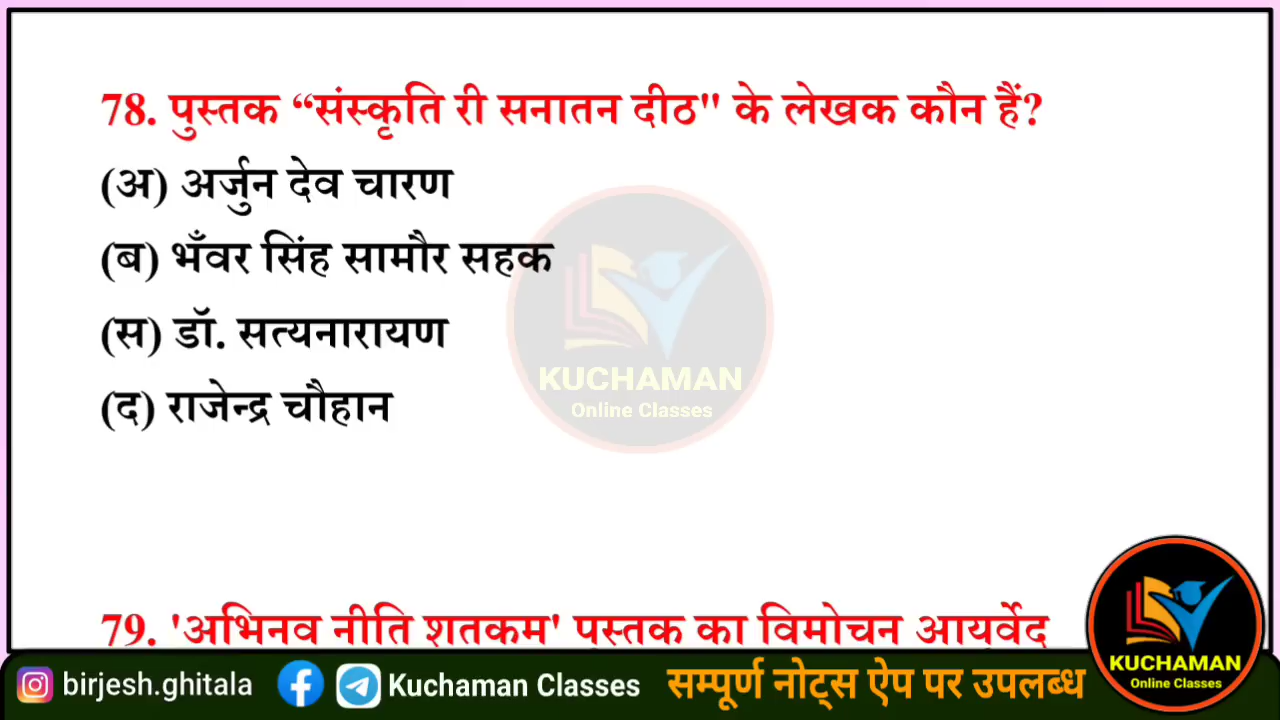 78. पुस्तक “संस्कृति री सनातन दीठ" के लेखक कौन हैं?
(अ) अर्जुन देव चारण
(ब) भँवर सिंह सामौर सहक
(स) डॉ. सत्यनारायण
(द) राजेन्द्र चौहान
KUCHAMAN
Online Classes
79. 'अभिनव नीति शतकम' पुस्तक का विमोचन आयुर्वेद
birjesh.ghitala
Kuchaman Classes
सम्पूर्ण नोट्स ऐप पर उपलब्ध
KUCHAMAN
Online Classes